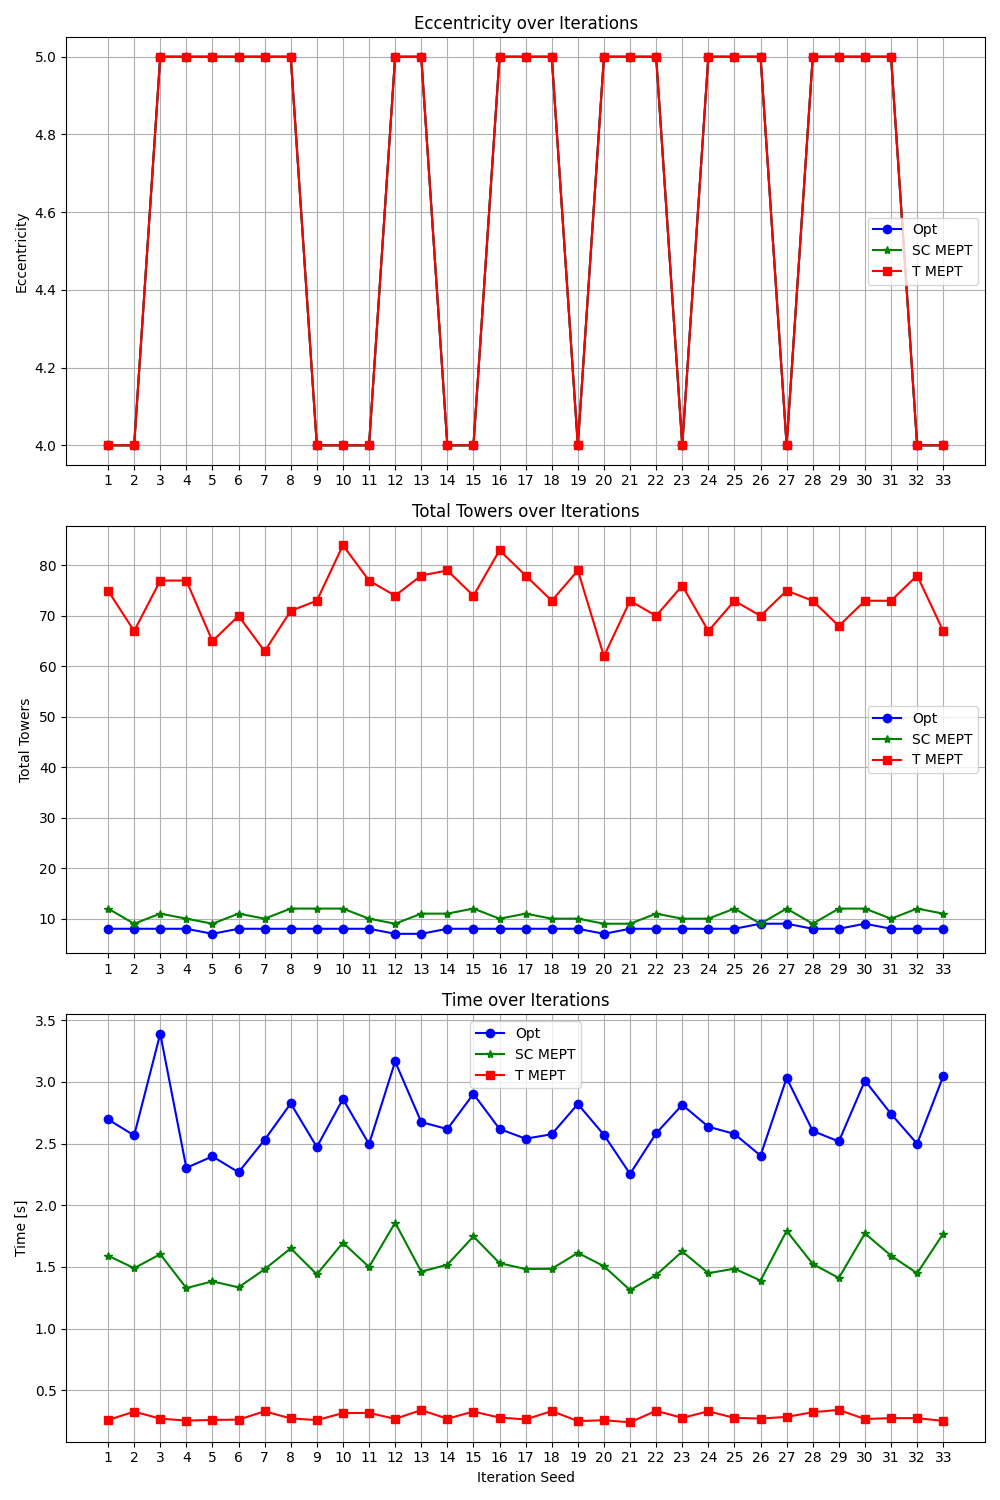 Eccentricity over Iterations
Eccentricity
5.0
4.8
4.6
4.4
4.2
4.0
Opt
SC MEPT
T MEPT
1 2 3 4 5 6 7 8 9 10 11 12 13 14 15 16 17 18 19 20 21 22 23 24 25 26 27 28 29 30 31 32 33
Total Towers over Iterations
Total Towers
80
70
60
50
40
30
20
10
Opt
SC MEPT
T MEPT
1 2 3 4 5 6 7 8 9 10 11 12 13 14 15 16 17 18 19 20 21 22 23 24 25 26 27 28 29 30 31 32 33
Time over Iterations
Time [s]
3.5
3.0
2.5
2.0
1.5
1.0
0.5
Opt
SC MEPT
T MEPT
1 2 3 4 5 6 7 8 9 10 11 12 13 14 15 16 17 18 19 20 21 22 23 24 25 26 27 28 29 30 31 32 33
Iteration Seed